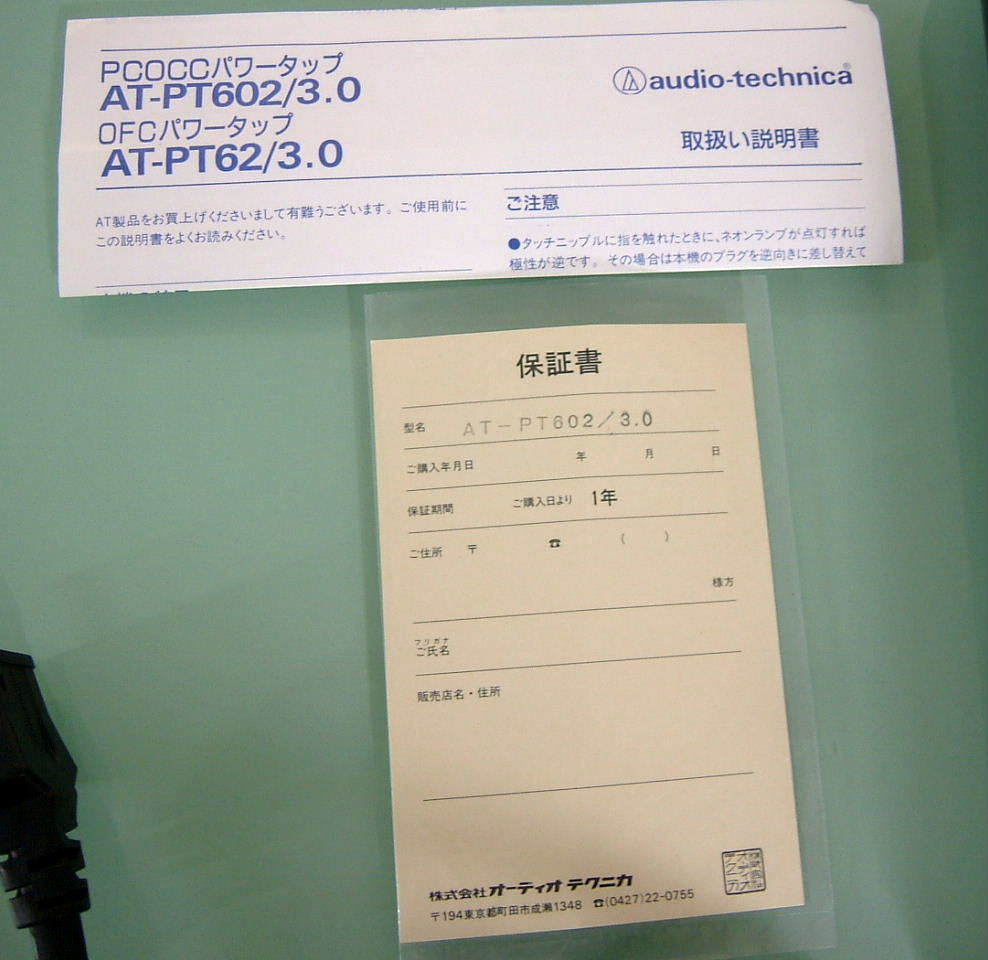 PCOCCパワータップ
AT-PT602/3.0
OFCパワータップ
AT-PT62/3.0
audio-technica®
取扱い説明書
AT製品をお買上げくださいまして有難うございます。ご使用前に
この説明書をよくお読みください。
ご注意
●タッチニップルに指を触れたときに、ネオンランプが点灯すれば
極性が逆です。その場合は本機のプラグを逆向きに差し替えて
保証書
型名 AT-PT602/3.0
ご購入年月日 年 月 日
保証期間 ご購入日より 1年
ご住所 〒 ☎ ( )
様方
フリガナ
ご氏名
販売店名・住所
株式会社オーディオテクニカ
〒194東京都町田市成瀬1348 ☎(0427)22-0755